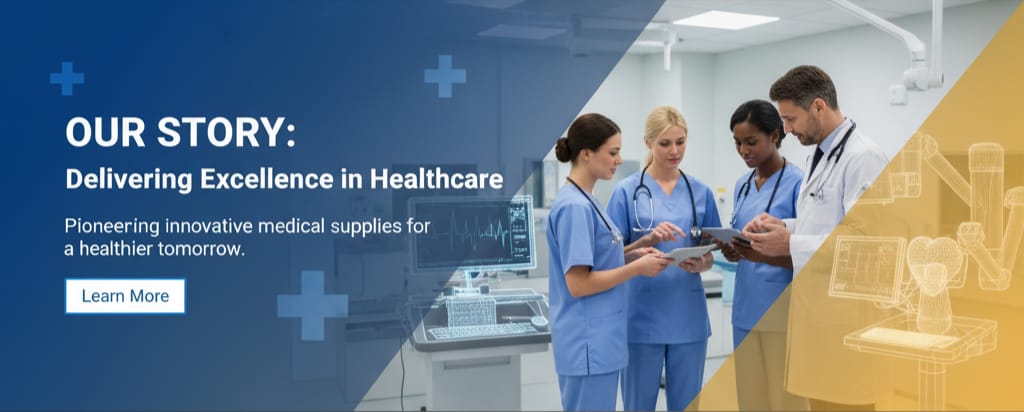 OUR STORY:
Delivering Excellence in Healthcare
Pioneering innovative medical supplies for
a healthier tomorrow.
Learn More